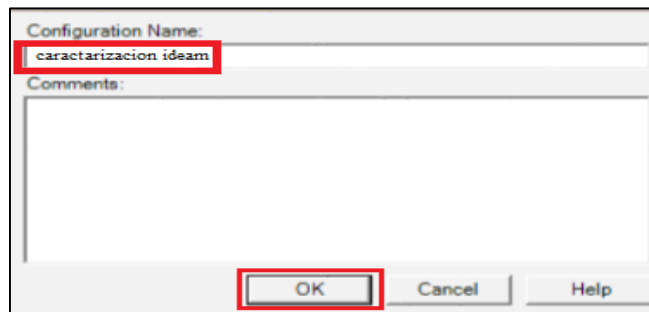 Configuration Name:
caractarizacion ideam
Comments:
OK Cancel Help